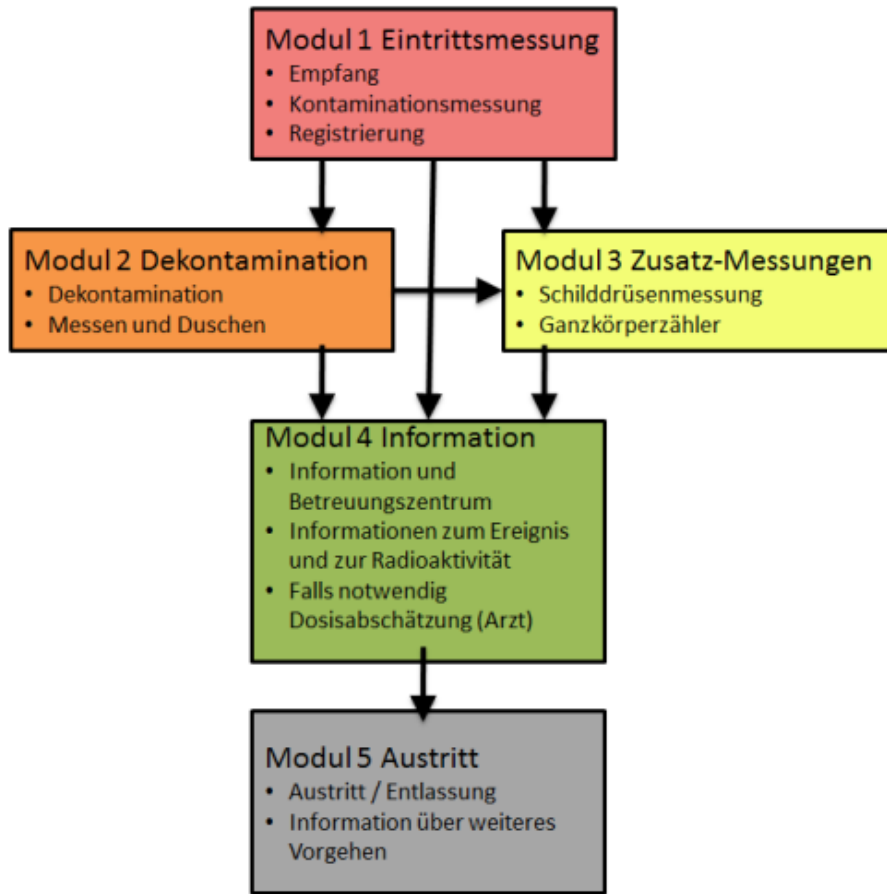 Modul 1 Eintrittsmessung
• Empfang
• Kontaminationsmessung
• Registrierung
Modul 2 Dekontamination
• Dekontamination
• Messen und Duschen
Modul 3 Zusatz-Messungen
• Schilddrüsenmessung
• Ganzkörperzähler
Modul 4 Information
• Information und
Betreuungszentrum
• Informationen zum Ereignis
und zur Radioaktivität
• Falls notwendig
Dosisabschätzung (Arzt)
Modul 5 Austritt
• Austritt / Entlassung
• Information über weiteres
Vorgehen